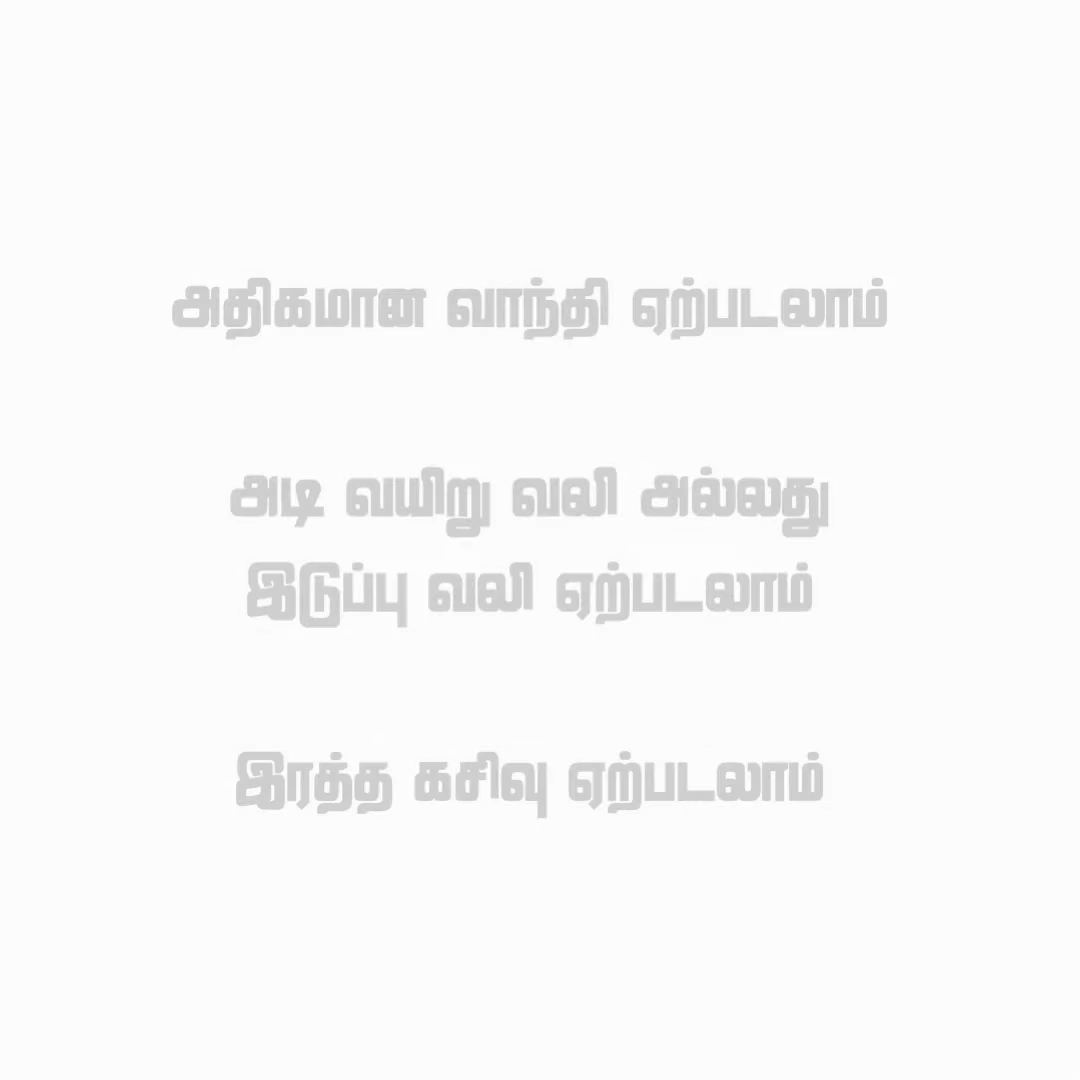 அதிகமான வாந்தி ஏற்படலாம்
அடி வயிறு வலி அல்லது
இடுப்பு வலி ஏற்படலாம்
இரத்த கசிவு ஏற்படலாம்